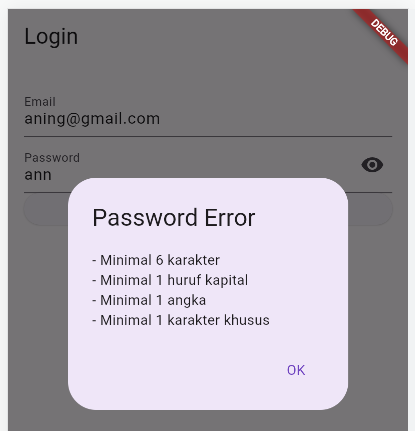 Login
DEBUG
Email
aning@gmail.com
Password
ann
Password Error
- Minimal 6 karakter
- Minimal 1 huruf kapital
- Minimal 1 angka
- Minimal 1 karakter khusus
OK